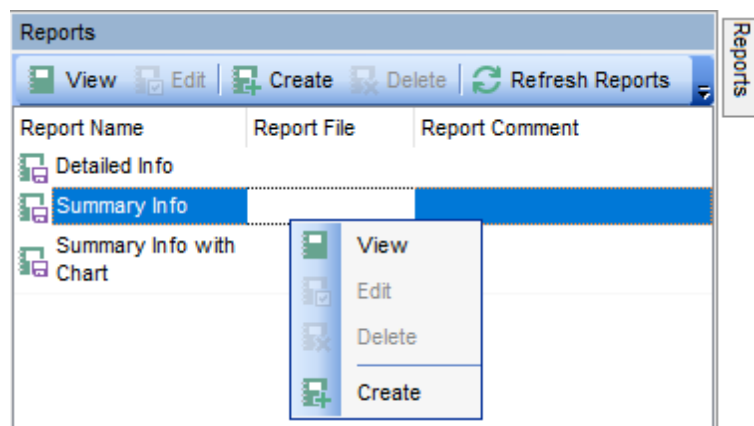 Reports
View Edit Create Delete Refresh Reports
Report Name Report File Report Comment
Detailed Info
Summary Info
Summary Info with
Chart
View
Edit
Delete
Create
Reports